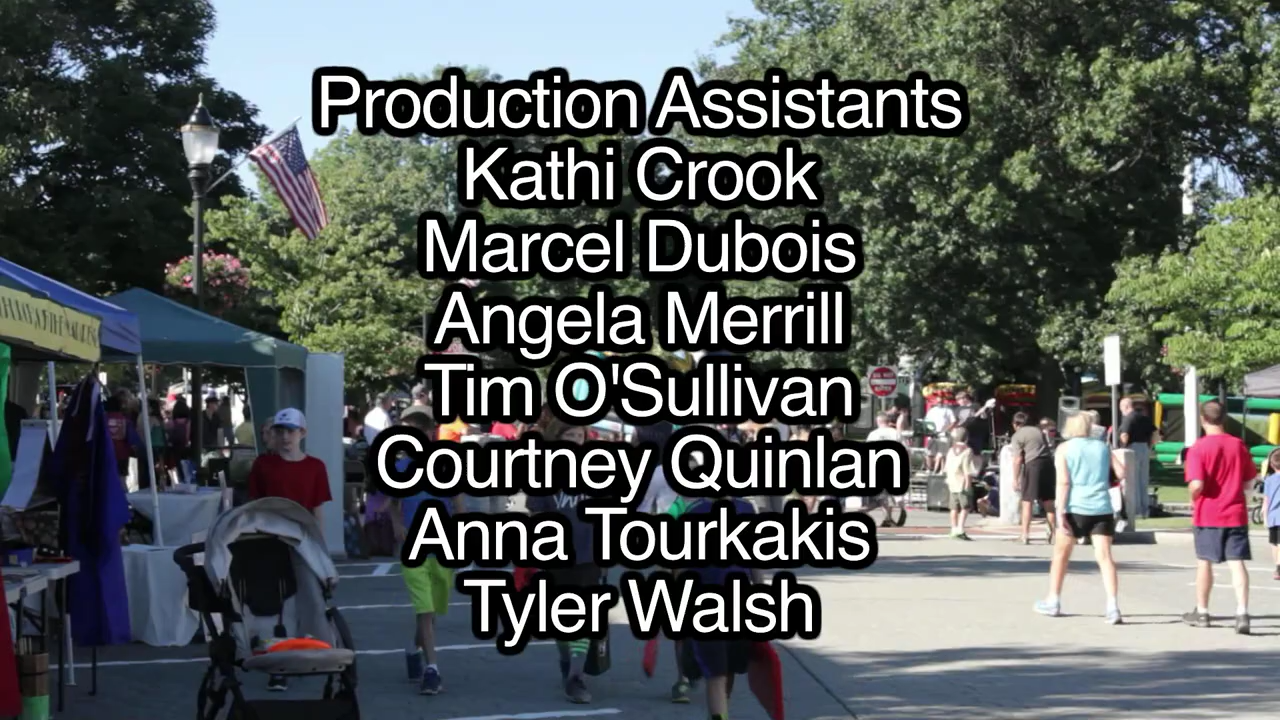 Production Assistants
Kathi Crook
Marcel Dubois
Angela Merrill
Tim O'Sullivan
Courtney Quinlan
Anna Tourkakis
Tyler Walsh